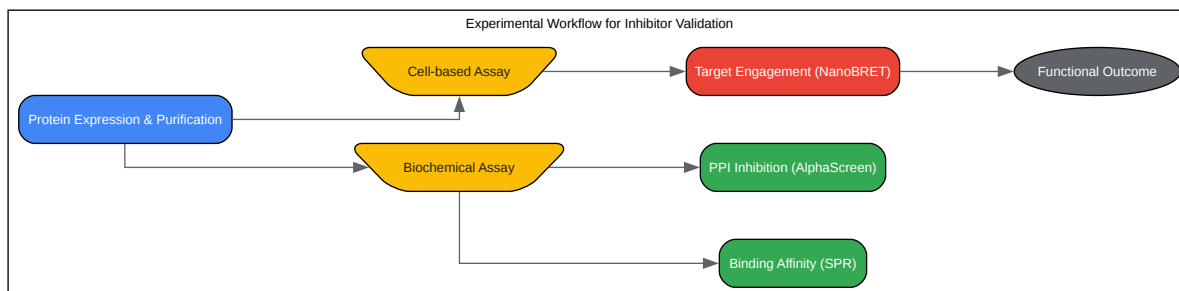 Experimental Workflow for Inhibitor Validation
Cell-based Assay
Target Engagement (NanoBRET)
Functional Outcome
Protein Expression & Purification
Biochemical Assay
PPI Inhibition (AlphaScreen)
Binding Affinity (SPR)